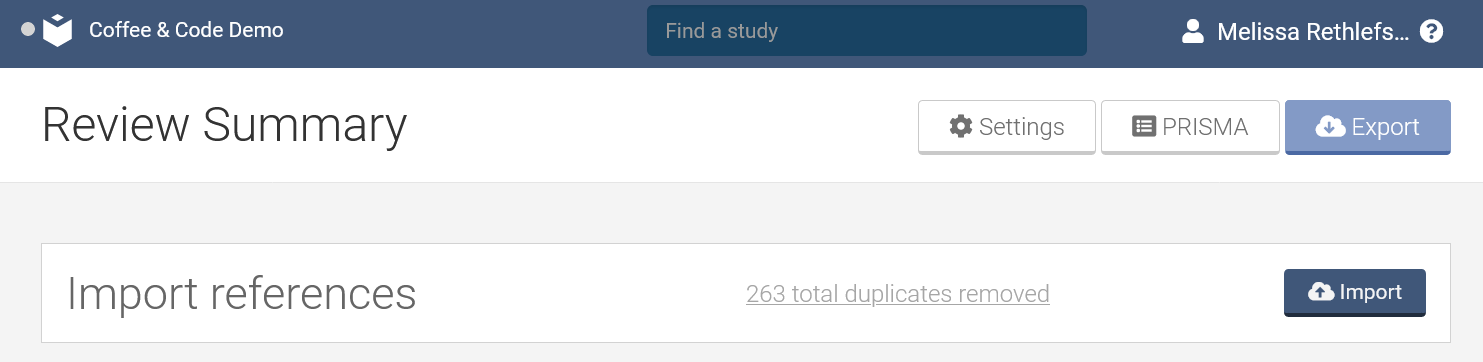 Coffee & Code Demo
Find a study
Melissa Rethlefs...
Review Summary
Settings
PRISMA
Export
Import references
263 total duplicates removed
Import